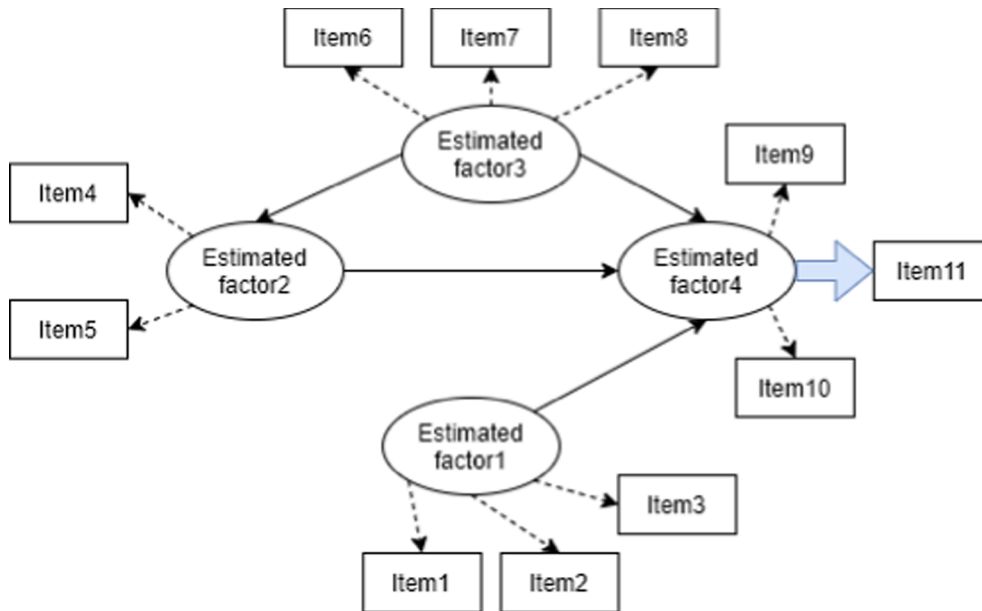 Item6
Item7
Item8
Estimated
factor3
Item9
Item4
Estimated
factor2
Estimated
factor4
Item11
Item5
Item10
Estimated
factor1
Item3
Item1
Item2